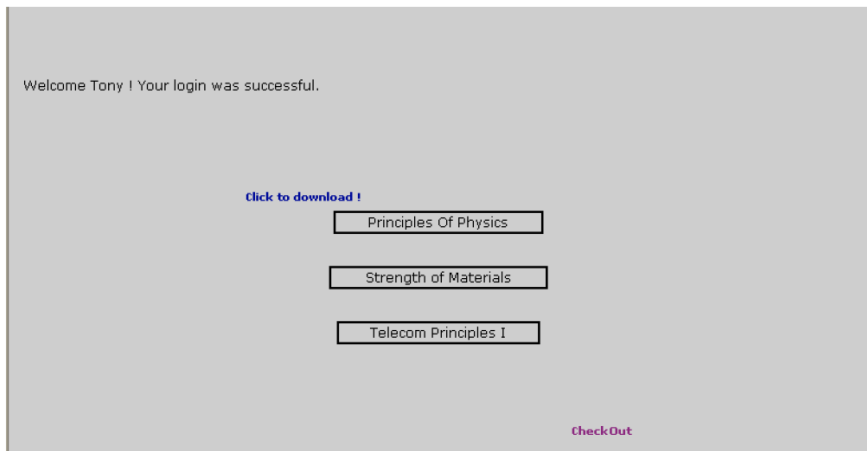 Welcome Tony ! Your login was successful.
Click to download !
Principles Of Physics
Strength of Materials
Telecom Principles I
CheckOut